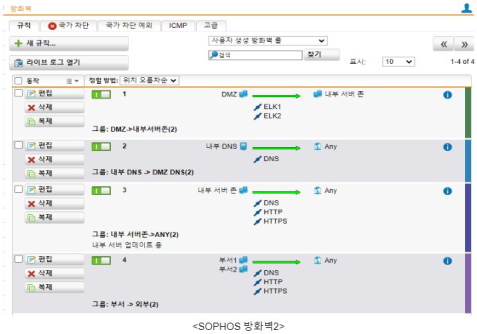 방화벽
규칙 국가 차단 국가 차단 예외 ICMP 고급
+ 새 규칙... 사용자 생성 방화벽 룰 « »
라이브 로그 열기 검색 찾기 표시: 10 1-4 of 4
동작 정렬 방법: 위치 오름차순
편집 1 DMZ 내부 서버 존
삭제 ELK1
복제 ELK2
그룹: DMZ->내부서버존(2)
편집 2 내부 DNS Any
삭제 DNS
복제 그룹: 내부 DNS -> DMZ DNS(2)
편집 3 내부 서버 존 Any
삭제 DNS
복제 HTTP
HTTPS
그룹: 내부 서버존->ANY(2)
내부 서버 업데이트 용
편집 4 부서1 Any
삭제 부서2 DNS
복제 HTTP
HTTPS
그룹: 부서 -> 외부(2)
<SOPHOS 방화벽2>